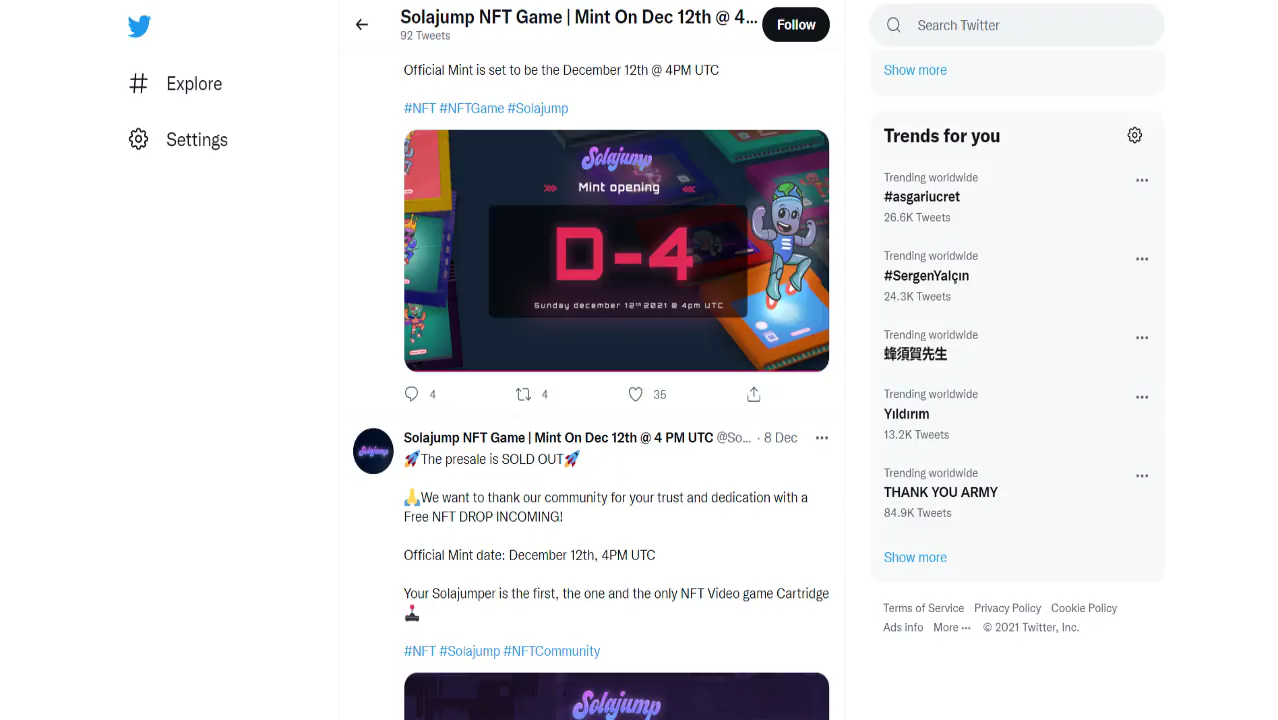 Explore
Settings
Solajump NFT Game | Mint On Dec 12th @ 4...
92 Tweets
Follow
Official Mint is set to be the December 12th @ 4PM UTC
#NFT #NFTGame #Solajump
Solajump
Mint opening
D-4
Sunday december 12th 2021 @ 4pm UTC
4
4
35
Solajump
Solajump NFT Game | Mint On Dec 12th @ 4 PM UTC @So... · 8 Dec
🚀The presale is SOLD OUT🚀
🙏We want to thank our community for your trust and dedication with a
Free NFT DROP INCOMING!
Official Mint date: December 12th, 4PM UTC
Your Solajumper is the first, the one and the only NFT Video game Cartridge
🕹
#NFT #Solajump #NFTCommunity
Solajump
Search Twitter
Show more
Trends for you
Trending worldwide
#asgariucret
26.6K Tweets
Trending worldwide
#SergenYalçın
24.3K Tweets
Trending worldwide
蜂須賀先生
Trending worldwide
Yıldırım
13.2K Tweets
Trending worldwide
THANK YOU ARMY
84.9K Tweets
Show more
Terms of Service Privacy Policy Cookie Policy
Ads info More ··· © 2021 Twitter, Inc.